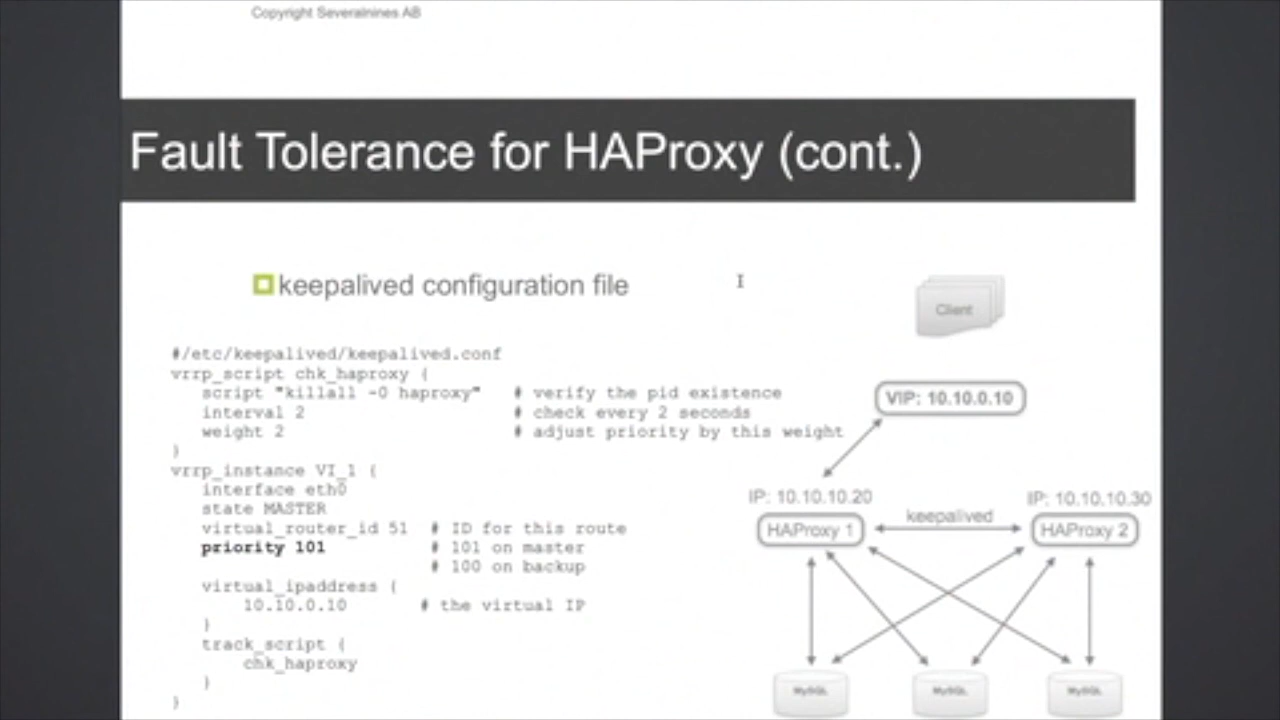 Copyright Severalnines AB
Fault Tolerance for HAProxy (cont.)
keepalived configuration file
#/etc/keepalived/keepalived.conf
vrrp_script chk_haproxy {
script "killall -0 haproxy" # verify the pid existence
interval 2 # check every 2 seconds
weight 2 # adjust priority by this weight
}
vrrp_instance VI_1 {
interface eth0
state MASTER
virtual_router_id 51 # ID for this route
priority 101 # 101 on master
# 100 on backup
virtual_ipaddress {
10.10.0.10 # the virtual IP
}
track_script {
chk_haproxy
}
}
Client
VIP: 10.10.0.10
IP: 10.10.10.20
IP: 10.10.10.30
HAProxy 1
keepalived
HAProxy 2
MySQL
MySQL
MySQL